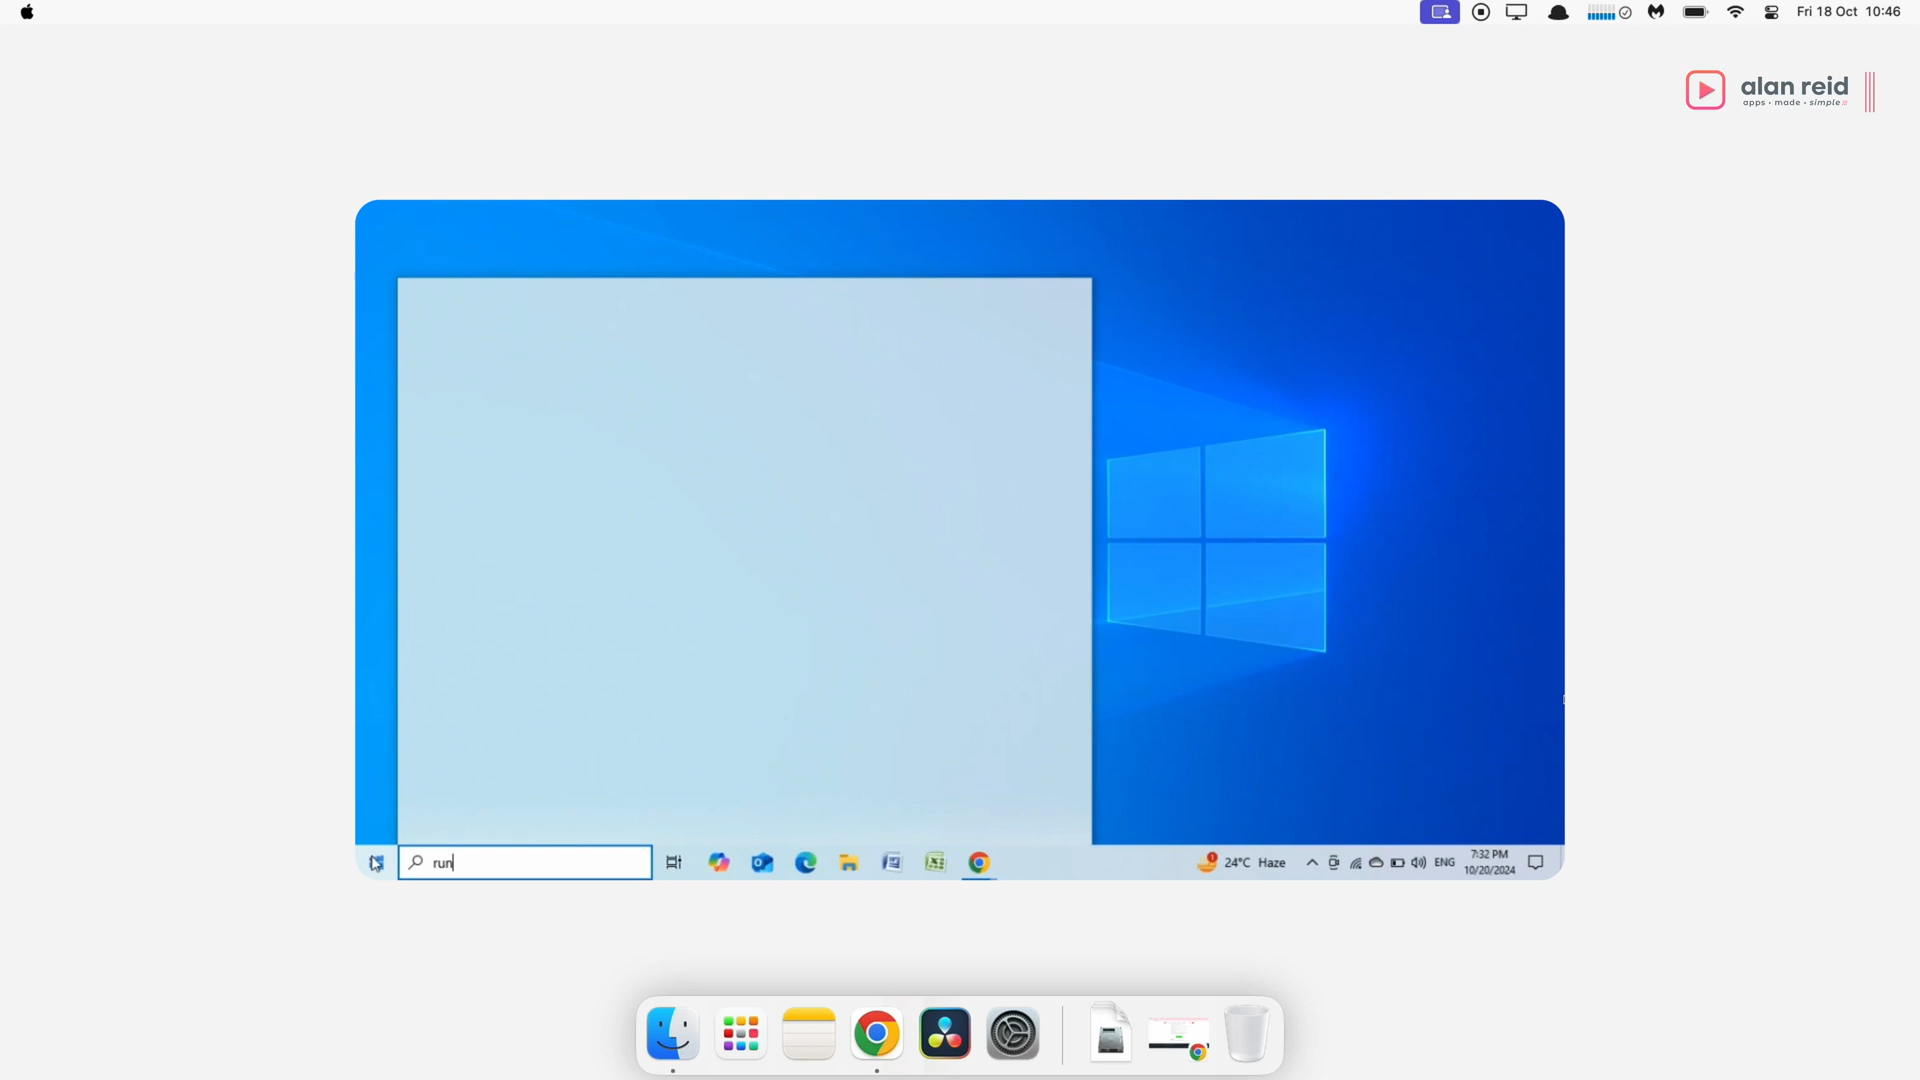 Fri 18 Oct 10:46
alan reid
apps • made • simple
run
24°C Haze
ENG
7:32 PM
10/20/2024